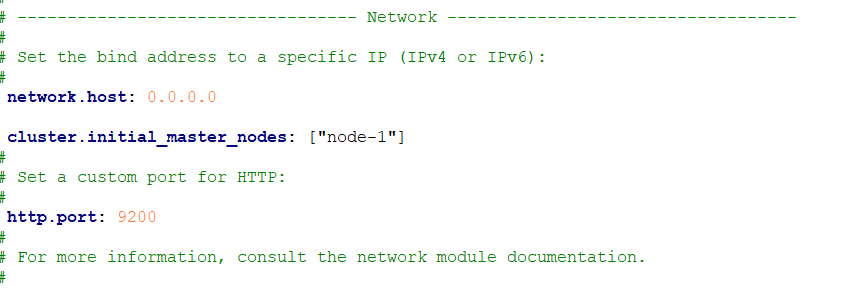 #
# ---------------------------------- Network -----------------------------------
#
# Set the bind address to a specific IP (IPv4 or IPv6):
#
network.host: 0.0.0.0
cluster.initial_master_nodes: ["node-1"]
#
# Set a custom port for HTTP:
#
http.port: 9200
#
# For more information, consult the network module documentation.
#